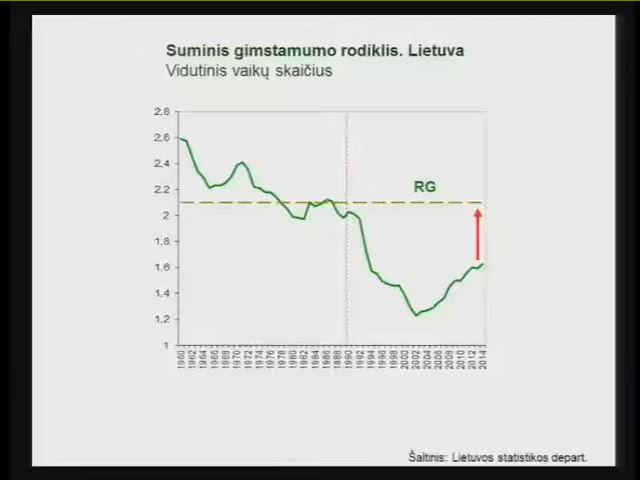 Suminis gimstamumo rodiklis. Lietuva
Vidutinis vaikų skaičius
2,8
2,6
2,4
2,2
2
1,8
1,6
1,4
1,2
1
RG
1960 1962 1964 1966 1968 1970 1972 1974 1976 1978 1980 1982 1984 1986 1988 1990 1992 1994 1996 1998 2000 2002 2004 2006 2008 2010 2012 2014
Šaltinis: Lietuvos statistikos depart.